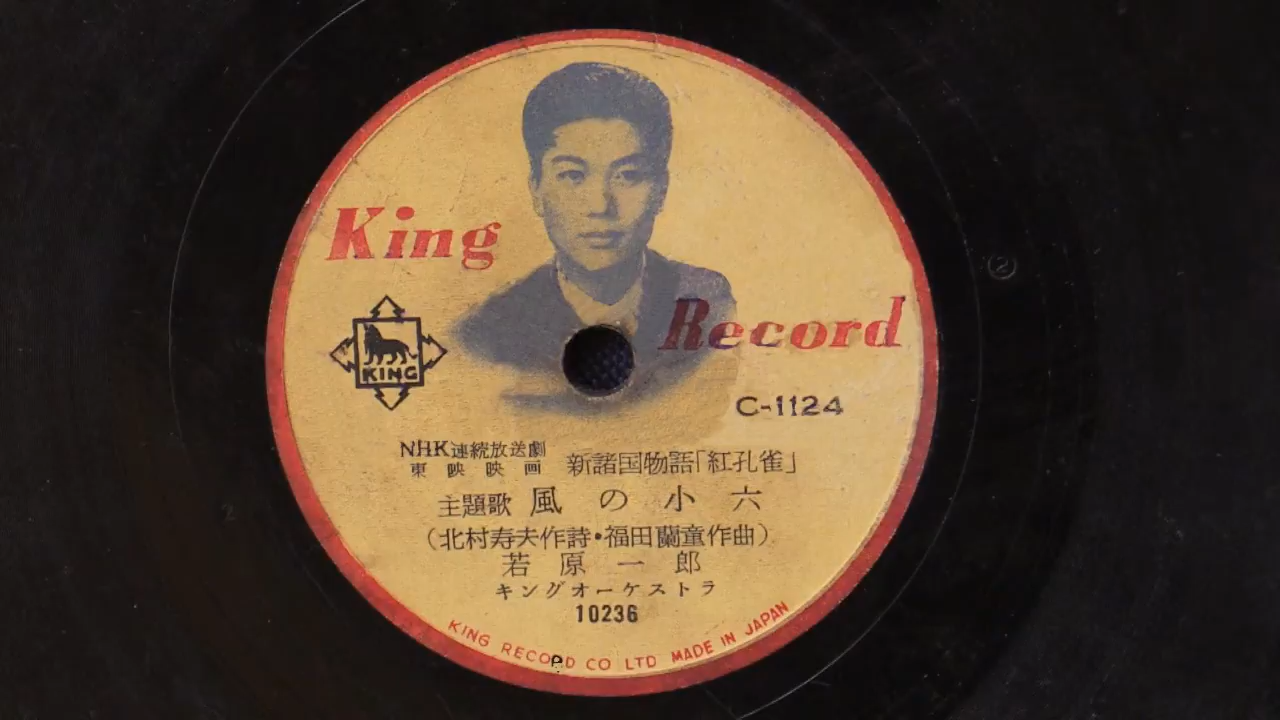 King
Record
KING
C-1124
NHK連続放送劇
東映映画
新諸国物語「紅孔雀」
主題歌 風の小六
（北村寿夫作詩・福田蘭童作曲）
若原一郎
キングオーケストラ
10236
KING RECORD CO LTD MADE IN JAPAN
P
②